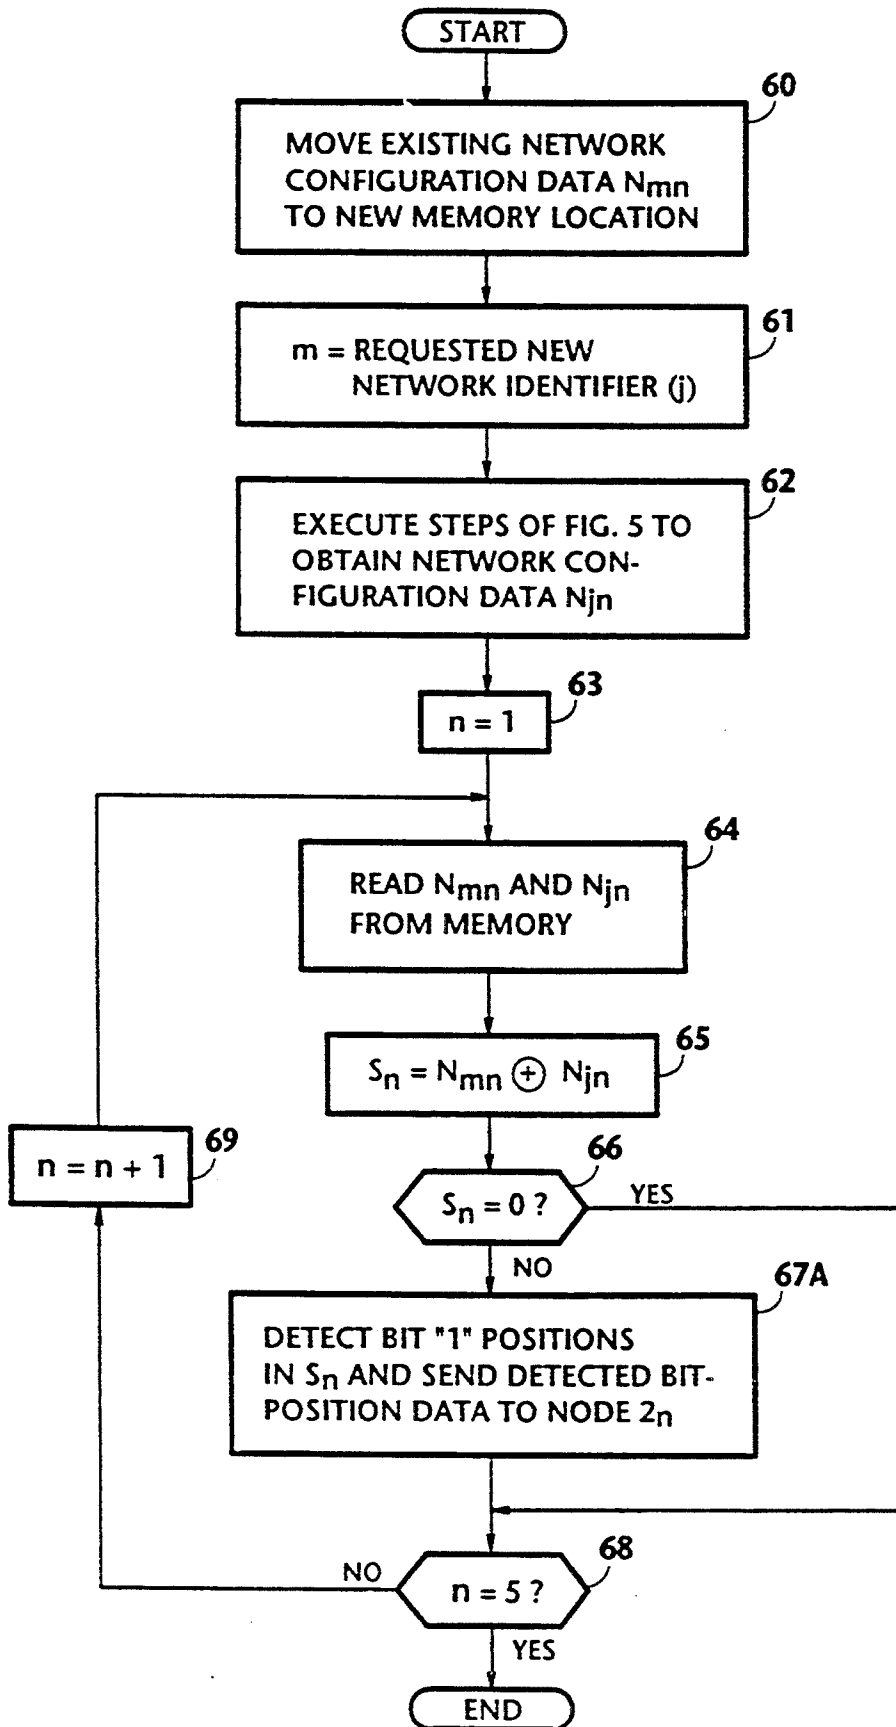 START
60
MOVE EXISTING NETWORK
CONFIGURATION DATA Nmn
TO NEW MEMORY LOCATION
61
m = REQUESTED NEW
NETWORK IDENTIFIER (j)
62
EXECUTE STEPS OF FIG. 5 TO
OBTAIN NETWORK CON-
FIGURATION DATA Njn
63
n = 1
64
READ Nmn AND Njn
FROM MEMORY
65
Sn = Nmn ⊕ Njn
69
n = n + 1
66
Sn = 0 ?
YES
NO
67A
DETECT BIT "1" POSITIONS
IN Sn AND SEND DETECTED BIT-
POSITION DATA TO NODE 2n
68
NO
n = 5 ?
YES
END